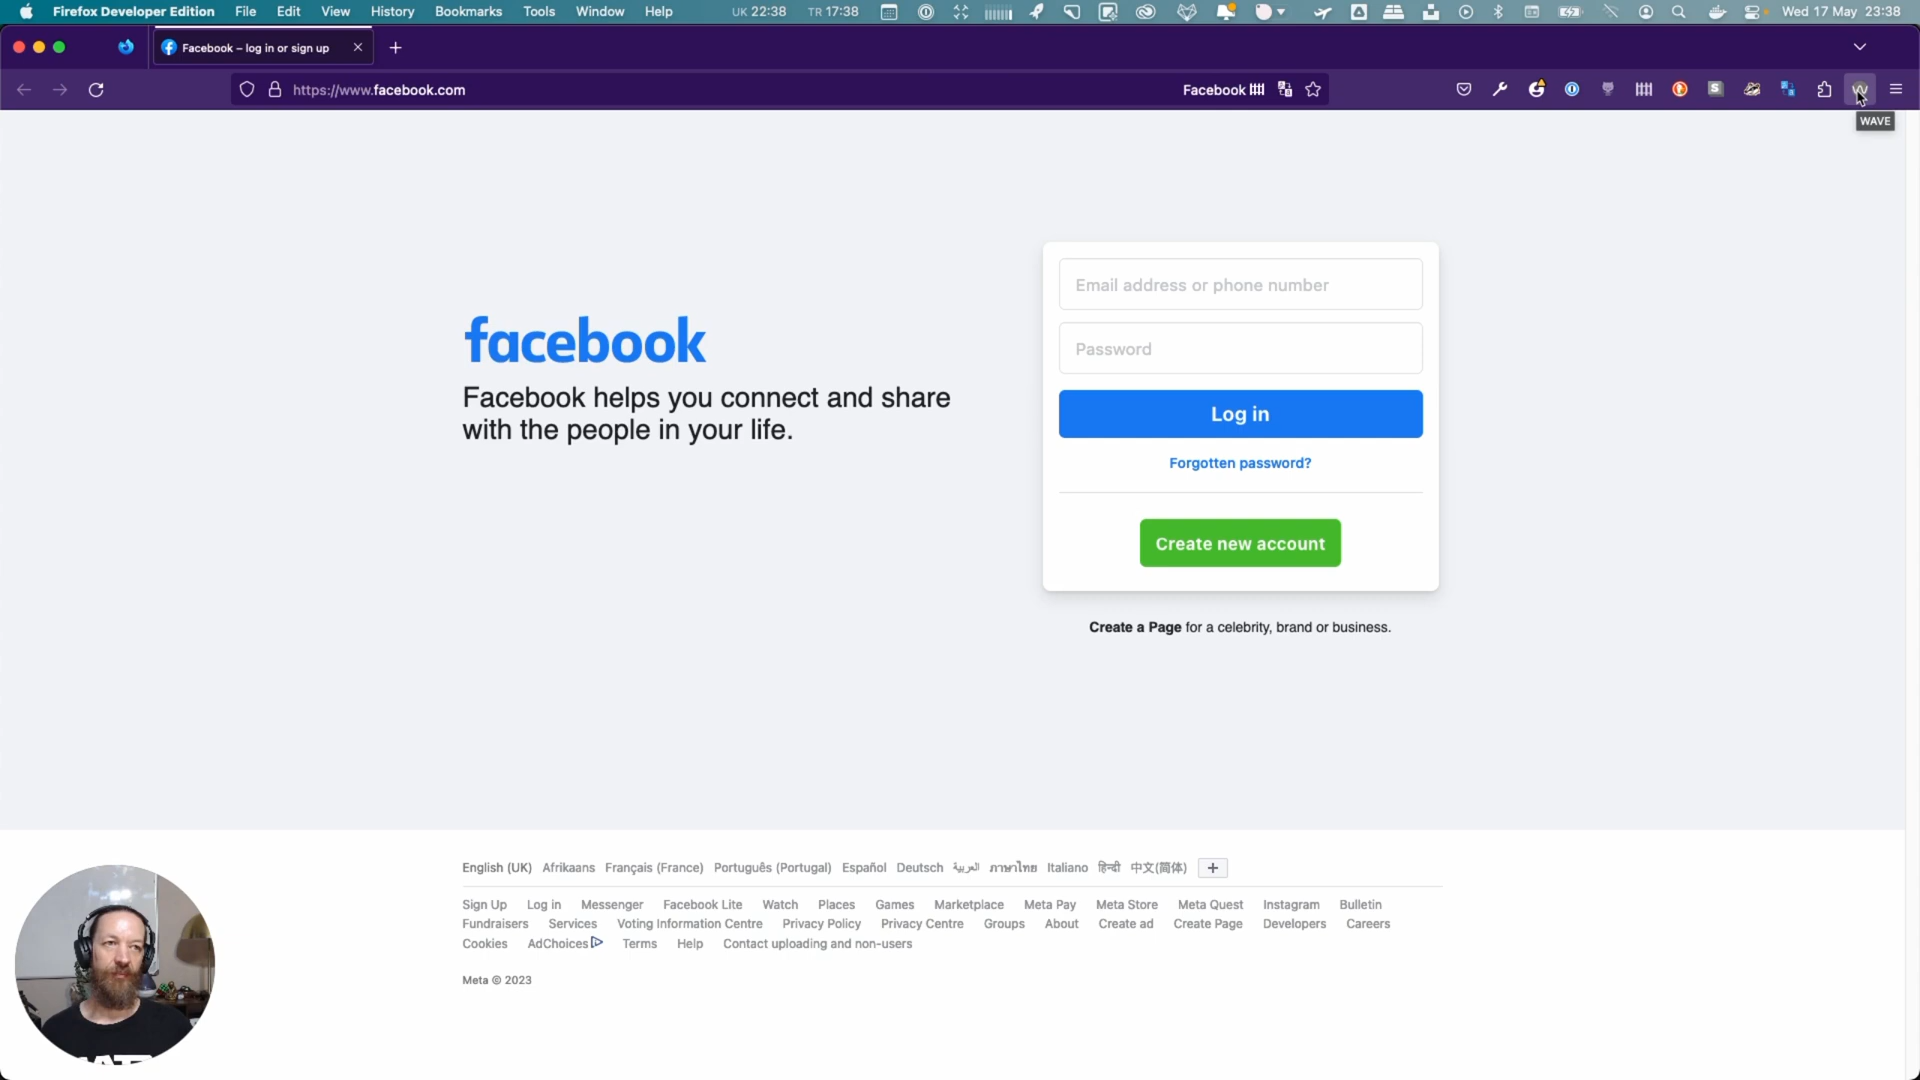 Firefox Developer Edition File Edit View History Bookmarks Tools Window Help UK 22:38 TR 17:38 Wed 17 May 23:38
Facebook – log in or sign up
https://www.facebook.com Facebook
WAVE
Email address or phone number
Password
facebook
Facebook helps you connect and share
with the people in your life.
Log in
Forgotten password?
Create new account
Create a Page for a celebrity, brand or business.
English (UK) Afrikaans Français (France) Português (Portugal) Español Deutsch العربية ภาษาไทย Italiano हिन्दी 中文(简体) +
Sign Up Log in Messenger Facebook Lite Watch Places Games Marketplace Meta Pay Meta Store Meta Quest Instagram Bulletin
Fundraisers Services Voting Information Centre Privacy Policy Privacy Centre Groups About Create ad Create Page Developers Careers
Cookies AdChoices Terms Help Contact uploading and non-users
Meta © 2023